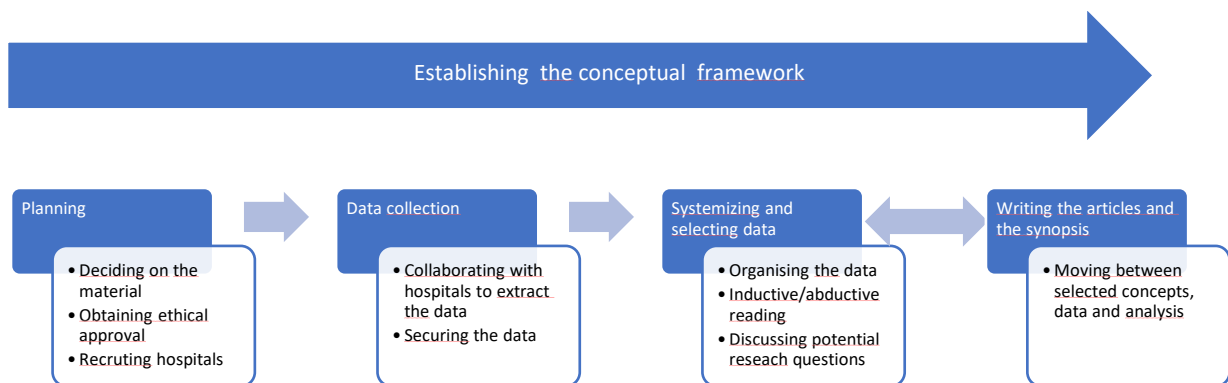 Establishing the conceptual framework
Planning
• Deciding on the
material
• Obtaining ethical
approval
• Recruting hospitals
Data collection
• Collaborating with
hospitals to extract
the data
• Securing the data
Systemizing and
selecting data
• Organising the data
• Inductive/abductive
reading
• Discussing potential
reseach questions
Writing the articles and
the synopsis
• Moving between
selected concepts,
data and analysis